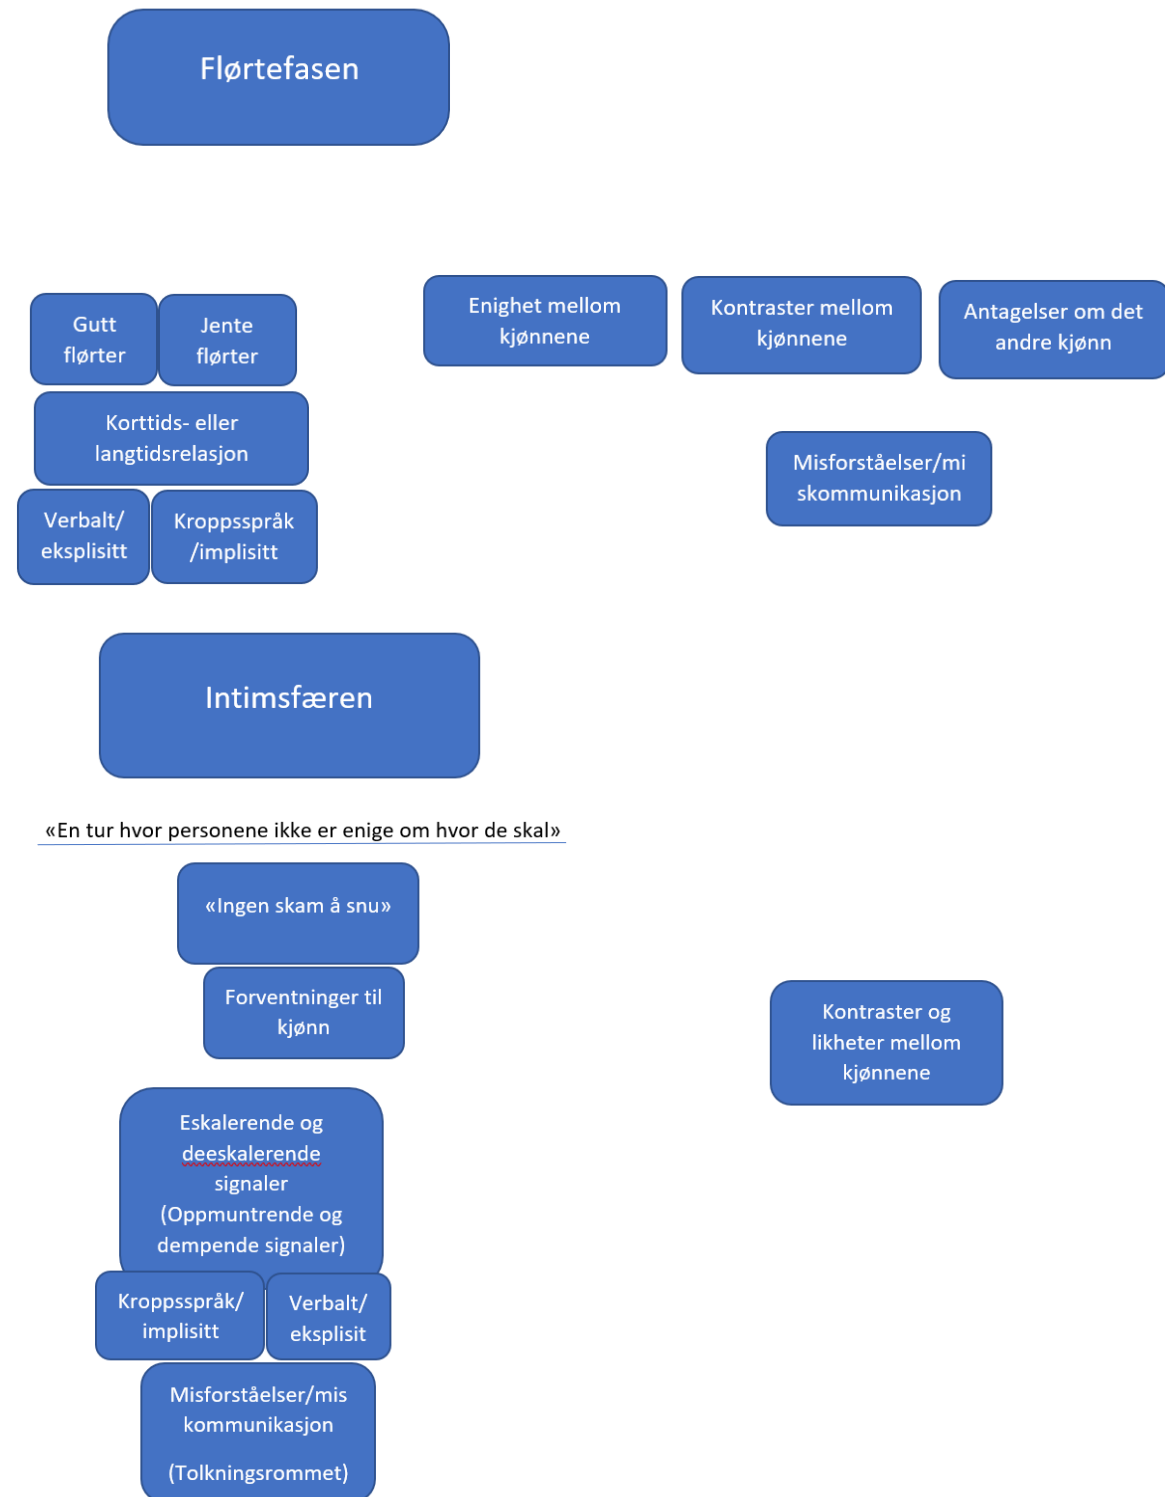 Flørtefasen
Gutt
flørter
Jente
flørter
Korttids- eller
langtidsrelasjon
Verbalt/
eksplisitt
Kroppsspråk
/implisitt
Enighet mellom
kjønnene
Kontraster mellom
kjønnene
Antagelser om det
andre kjønn
Misforståelser/mi
skommunikasjon
Intimsfæren
«En tur hvor personene ikke er enige om hvor de skal»
«Ingen skam å snu»
Forventninger til
kjønn
Kontraster og
likheter mellom
kjønnene
Eskalerende og
deeskalerende
signaler
(Oppmuntrende og
dempende signaler)
Kroppsspråk/
implisitt
Verbalt/
eksplisit
Misforståelser/mis
kommunikasjon
(Tolkningsrommet)